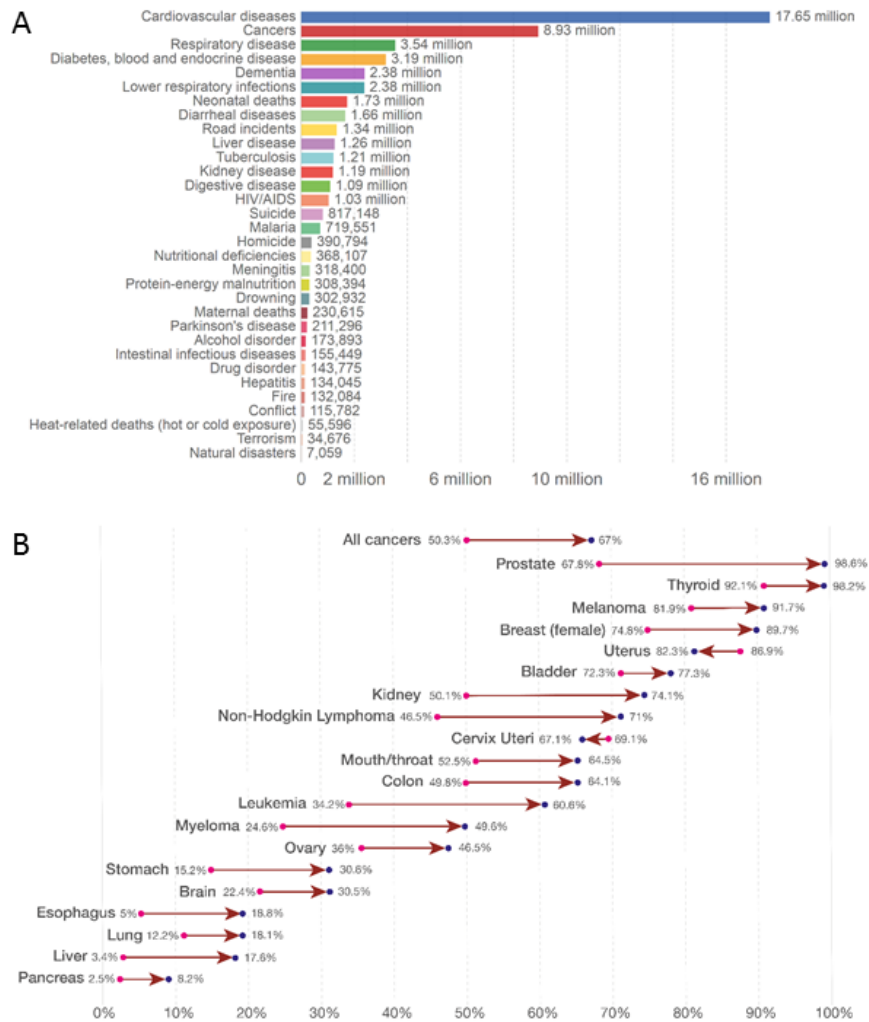 A
Cardiovascular diseases 17.65 million
Cancers 8.93 million
Respiratory disease 3.54 million
Diabetes, blood and endocrine disease 3.19 million
Dementia 2.38 million
Lower respiratory infections 2.38 million
Neonatal deaths 1.73 million
Diarrheal diseases 1.66 million
Road incidents 1.34 million
Liver disease 1.26 million
Tuberculosis 1.21 million
Kidney disease 1.19 million
Digestive disease 1.09 million
HIV/AIDS 1.03 million
Suicide 817,148
Malaria 719,551
Homicide 390,794
Nutritional deficiencies 368,107
Meningitis 318,400
Protein-energy malnutrition 308,394
Drowning 302,932
Maternal deaths 230,615
Parkinson's disease 211,296
Alcohol disorder 173,893
Intestinal infectious diseases 155,449
Drug disorder 143,775
Hepatitis 134,045
Fire 132,084
Conflict 115,782
Heat-related deaths (hot or cold exposure) 55,596
Terrorism 34,676
Natural disasters 7,059
0 2 million 6 million 10 million 16 million
B
All cancers 50.3% 67%
Prostate 67.8% 98.6%
Thyroid 92.1% 98.2%
Melanoma 81.9% 91.7%
Breast (female) 74.8% 89.7%
Uterus 82.3% 86.9%
Bladder 72.3% 77.3%
Kidney 50.1% 74.1%
Non-Hodgkin Lymphoma 46.5% 71%
Cervix Uteri 67.1% 69.1%
Mouth/throat 52.5% 64.5%
Colon 49.8% 64.1%
Leukemia 34.2% 60.6%
Myeloma 24.6% 49.6%
Ovary 36% 46.5%
Stomach 15.2% 30.6%
Brain 22.4% 30.5%
Esophagus 5% 18.8%
Lung 12.2% 18.1%
Liver 3.4% 17.6%
Pancreas 2.5% 8.2%
0% 10% 20% 30% 40% 50% 60% 70% 80% 90% 100%